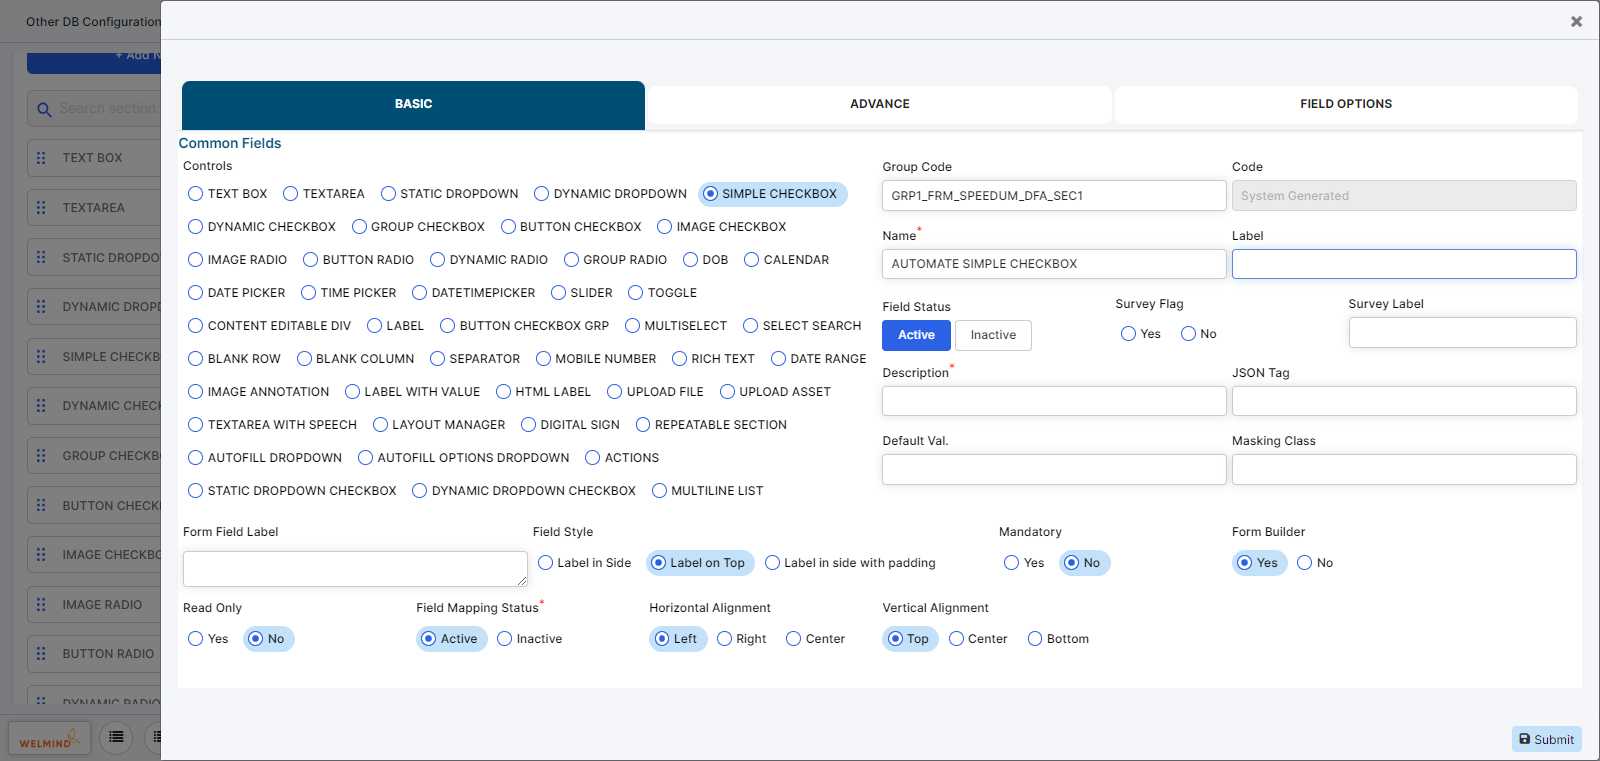 Other DB Configuration
+ Add
Search section
TEXT BOX
TEXTAREA
STATIC
DYNAMIC
SIMPLE
DYNAMIC
GROUP
BUTTON
IMAGE
IMAGE RADIO
BUTTON RADIO
DYNAMIC RADIO
WELMIND
BASIC
ADVANCE
FIELD OPTIONS
Common Fields
Controls
TEXT BOX TEXTAREA STATIC DROPDOWN DYNAMIC DROPDOWN SIMPLE CHECKBOX
DYNAMIC CHECKBOX GROUP CHECKBOX BUTTON CHECKBOX IMAGE CHECKBOX
IMAGE RADIO BUTTON RADIO DYNAMIC RADIO GROUP RADIO DOB CALENDAR
DATE PICKER TIME PICKER DATETIMEPICKER SLIDER TOGGLE
CONTENT EDITABLE DIV LABEL BUTTON CHECKBOX GRP MULTISELECT SELECT SEARCH
BLANK ROW BLANK COLUMN SEPARATOR MOBILE NUMBER RICH TEXT DATE RANGE
IMAGE ANNOTATION LABEL WITH VALUE HTML LABEL UPLOAD FILE UPLOAD ASSET
TEXTAREA WITH SPEECH LAYOUT MANAGER DIGITAL SIGN REPEATABLE SECTION
AUTOFILL DROPDOWN AUTOFILL OPTIONS DROPDOWN ACTIONS
STATIC DROPDOWN CHECKBOX DYNAMIC DROPDOWN CHECKBOX MULTILINE LIST
Group Code Code
GRP1_FRM_SPEEDUM_DFA_SEC1 System Generated
Name* Label
AUTOMATE SIMPLE CHECKBOX
Field Status Survey Flag Survey Label
Active Inactive Yes No
Description* JSON Tag
Default Val. Masking Class
Form Field Label Field Style Mandatory Form Builder
Label in Side Label on Top Label in side with padding Yes No Yes No
Read Only Field Mapping Status* Horizontal Alignment Vertical Alignment
Yes No Active Inactive Left Right Center Top Center Bottom
Submit